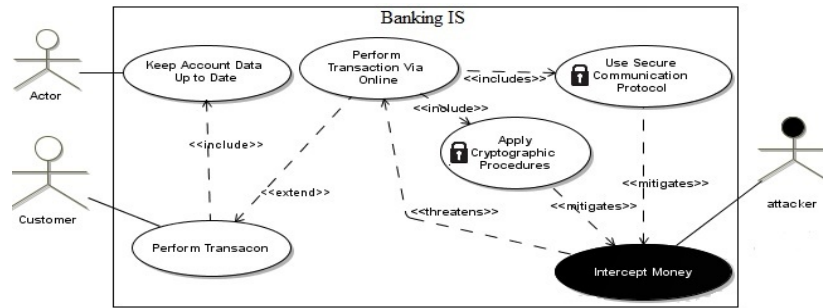 Banking IS
Keep Account Data
Up to Date
Perform
Transaction Via
Online
Use Secure
Communication
Protocol
<<includes>>
<<include>>
Actor
<<include>>
Apply
Cryptographic
Procedures
<<extend>>
<<threatens>>
<<mitigates>>
<<mitigates>>
attacker
Customer
Perform Transacon
Intercept Money